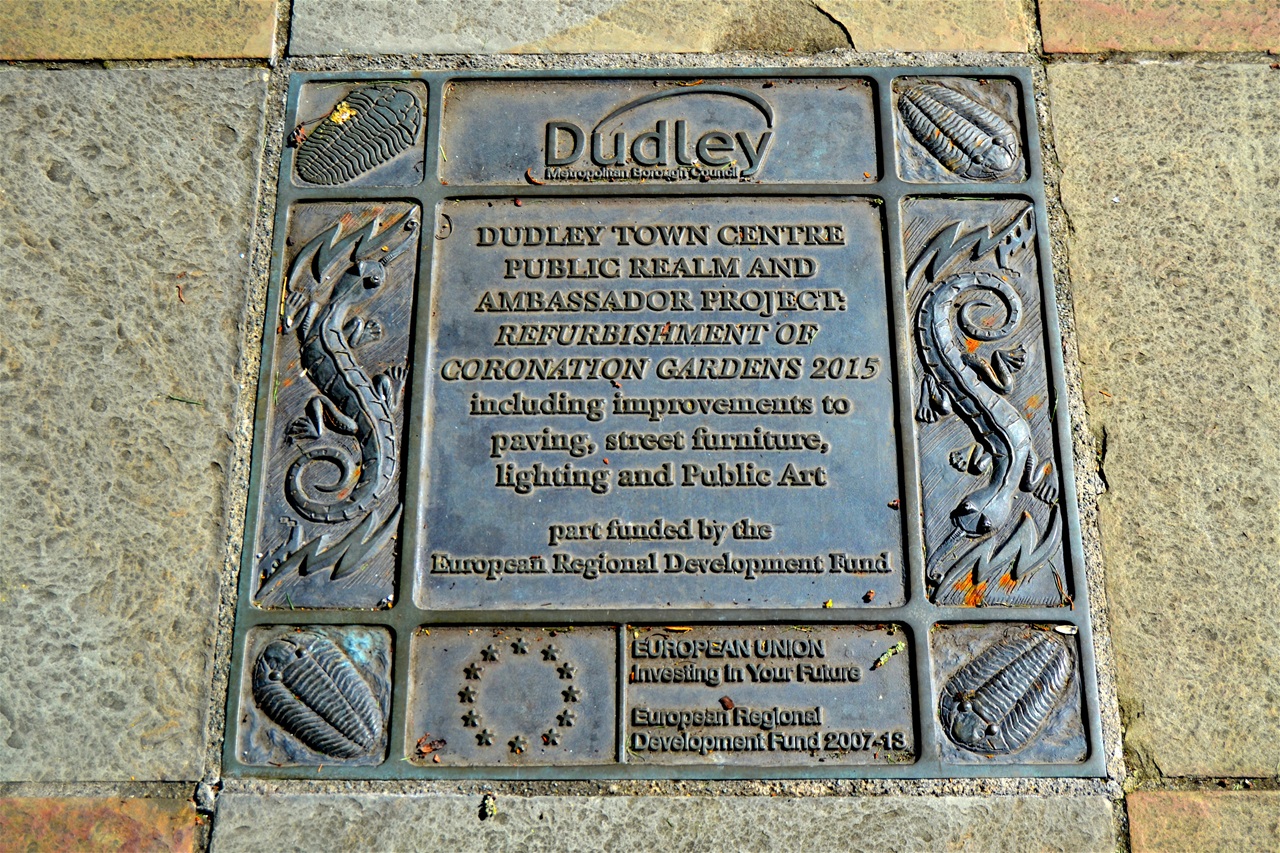 Dudley
Metropolitan Borough Council
DUDLEY TOWN CENTRE
PUBLIC REALM AND
AMBASSADOR PROJECT:
REFURBISHMENT OF
CORONATION GARDENS 2015
including improvements to
paving, street furniture,
lighting and Public Art
part funded by the
European Regional Development Fund
EUROPEAN UNION
Investing in Your Future
European Regional
Development Fund 2007-13